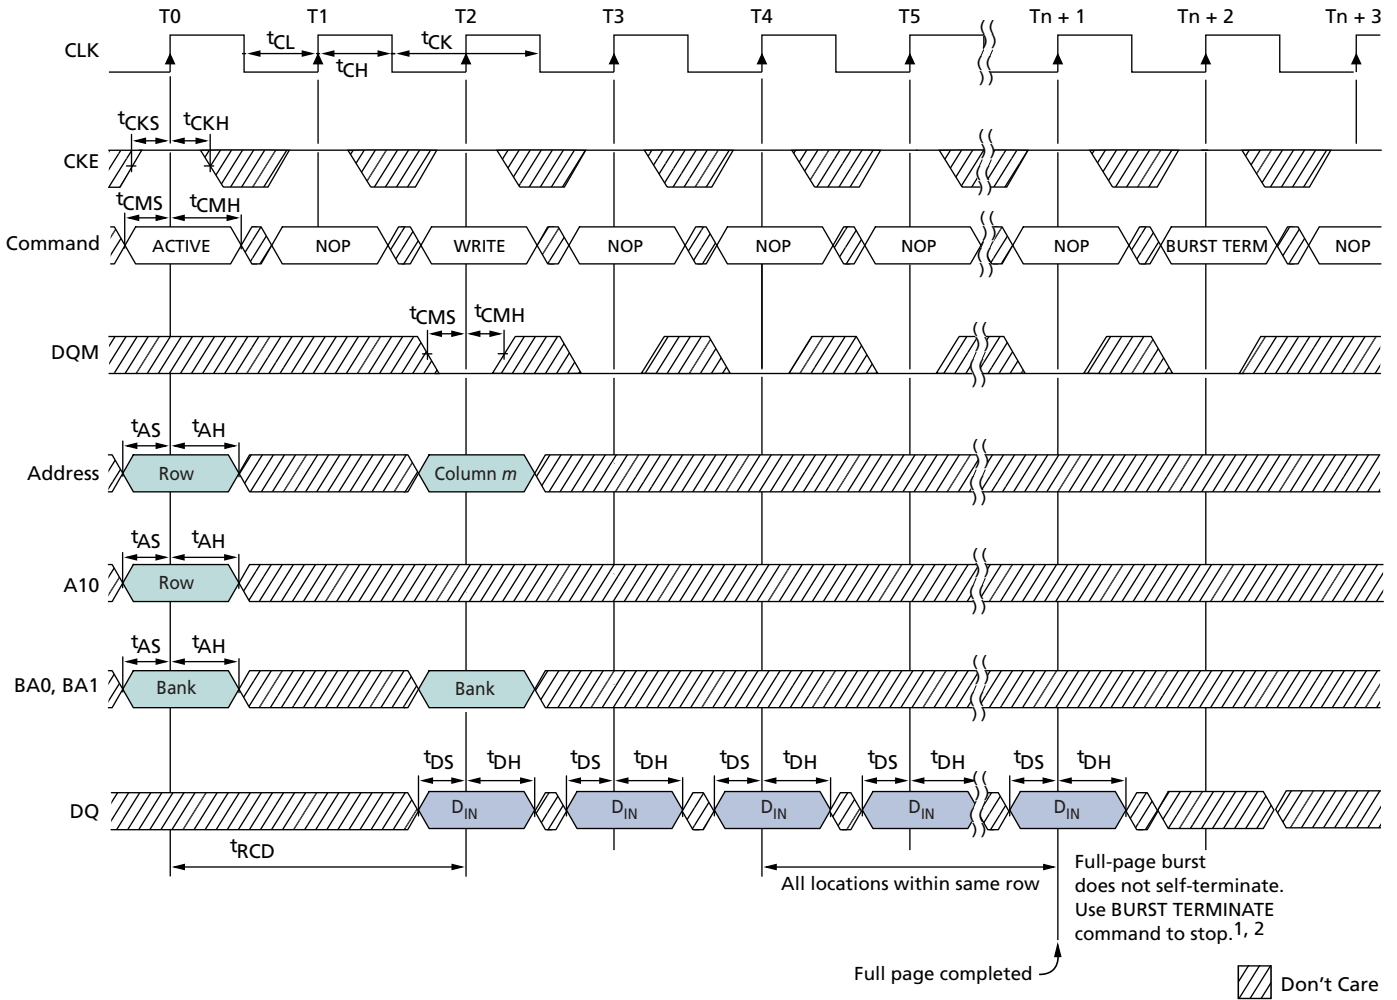 T0 T1 T2 T3 T4 T5 Tn + 1 Tn + 2 Tn + 3
CLK tCL tCH tCK
tCKS tCKH
CKE
tCMS tCMH
Command ACTIVE NOP WRITE NOP NOP NOP NOP BURST TERM NOP
tCMS tCMH
DQM
tAS tAH
Address Row Column m
tAS tAH
A10 Row
tAS tAH
BA0, BA1 Bank Bank
tDS tDH tDS tDH tDS tDH tDS tDH tDS tDH
DQ DIN DIN DIN DIN DIN
tRCD
All locations within same row
Full-page burst
does not self-terminate.
Use BURST TERMINATE
command to stop.1, 2
Full page completed
Don't Care